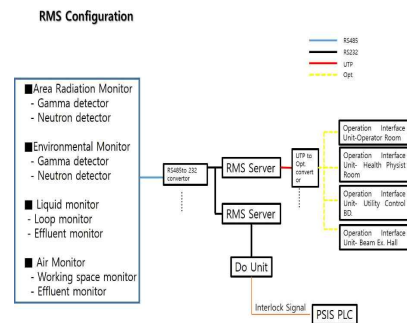 RMS Configuration
RS485
RS232
UTP
Opt
■Area Radiation Monitor
- Gamma detector
- Neutron detector
■Environmental Monitor
- Gamma detector
- Neutron detector
■Liquid monitor
- Loop monitor
- Effluent monitor
■Air Monitor
- Working space monitor
- Effluent monitor
RS485to 232
convertor
RMS Server
RMS Server
Do Unit
Interlock Signal
PSIS PLC
UTP to
Opt
convert
or
Operation Interface
Unit-Operator Room
Operation Interface
Unit- Health Physist
Room
Operation Interface
Unit- Utility Control
BD.
Operation Interface
Unit- Beam Ex. Hall